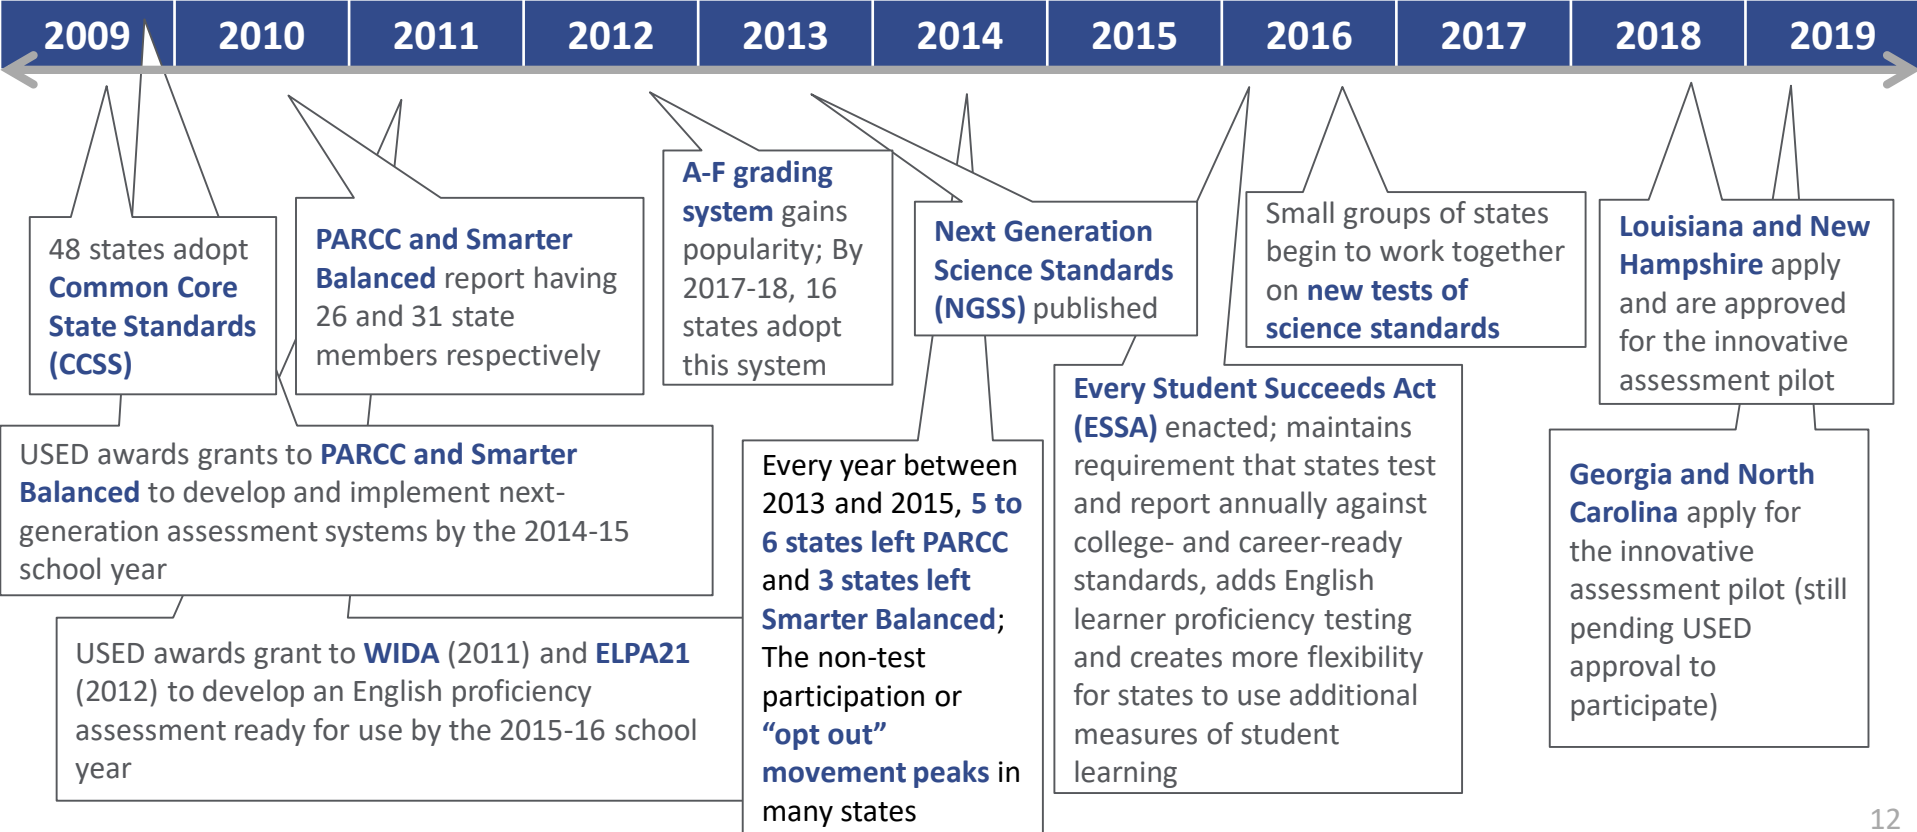 2009 2010 2011 2012 2013 2014 2015 2016 2017 2018 2019
48 states adopt
Common Core
State Standards
(CCSS)
PARCC and Smarter
Balanced report having
26 and 31 state
members respectively
A-F grading
system gains
popularity; By
2017-18, 16
states adopt
this system
Next Generation
Science Standards
(NGSS) published
Small groups of states
begin to work together
on new tests of
science standards
Louisiana and New
Hampshire apply
and are approved
for the innovative
assessment pilot
USED awards grants to PARCC and Smarter
Balanced to develop and implement next-
generation assessment systems by the 2014-15
school year
USED awards grant to WIDA (2011) and ELPA21
(2012) to develop an English proficiency
assessment ready for use by the 2015-16 school
year
Every year between
2013 and 2015, 5 to
6 states left PARCC
and 3 states left
Smarter Balanced;
The non-test
participation or
“opt out”
movement peaks in
many states
Every Student Succeeds Act
(ESSA) enacted; maintains
requirement that states test
and report annually against
college- and career-ready
standards, adds English
learner proficiency testing
and creates more flexibility
for states to use additional
measures of student
learning
Georgia and North
Carolina apply for
the innovative
assessment pilot (still
pending USED
approval to
participate)
12